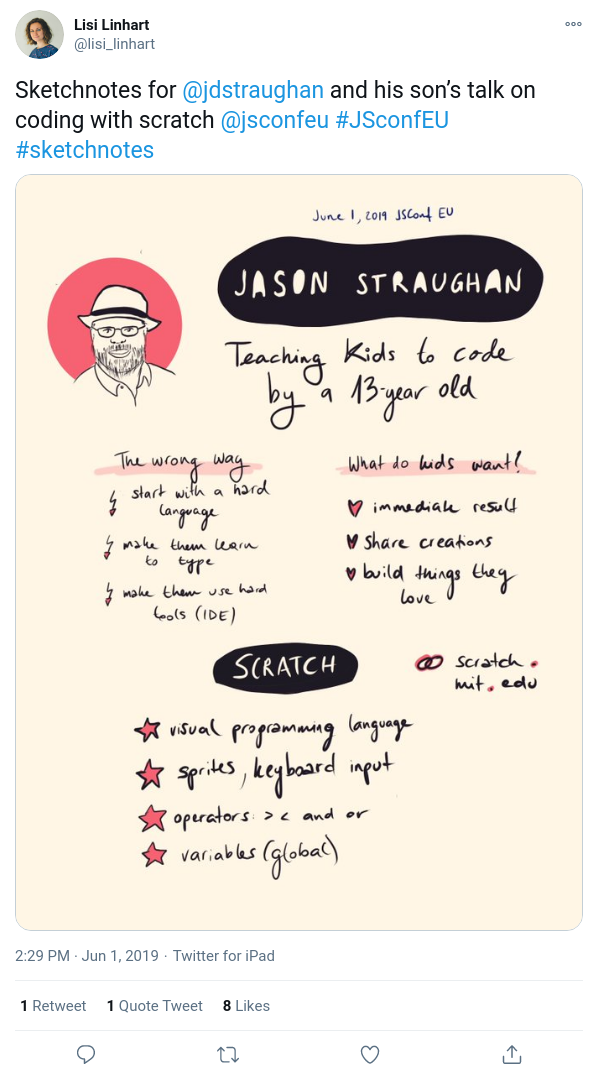 Lisi Linhart
@lisi_linhart
Sketchnotes for @jdstraughan and his son’s talk on
coding with scratch @jsconfeu #JSconfEU
#sketchnotes
June 1, 2019 JSConf EU
JASON STRAUGHAN
Teaching Kids to code
by a 13-year old
The wrong way
start with a hard
language
make them learn
to type
make them use hard
tools (IDE)
What do kids want?
immediate result
share creations
build things they
love
SCRATCH
scratch.
mit.edu
visual programming language
sprites, keyboard input
operators: > < and or
variables (global)
2:29 PM · Jun 1, 2019 · Twitter for iPad
1 Retweet 1 Quote Tweet 8 Likes